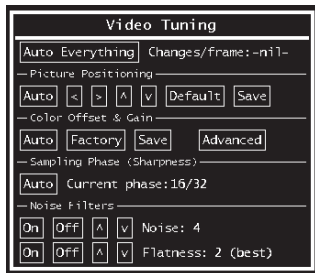 Video Tuning
Auto Everything Changes/frame:-nil-
Picture Positioning
Auto < > ^ v Default Save
Color Offset & Gain
Auto Factory Save Advanced
Sampling Phase (Sharpness)
Auto Current phase:16/32
Noise Filters
On Off ^ v Noise: 4
On Off ^ v Flatness: 2 (best)